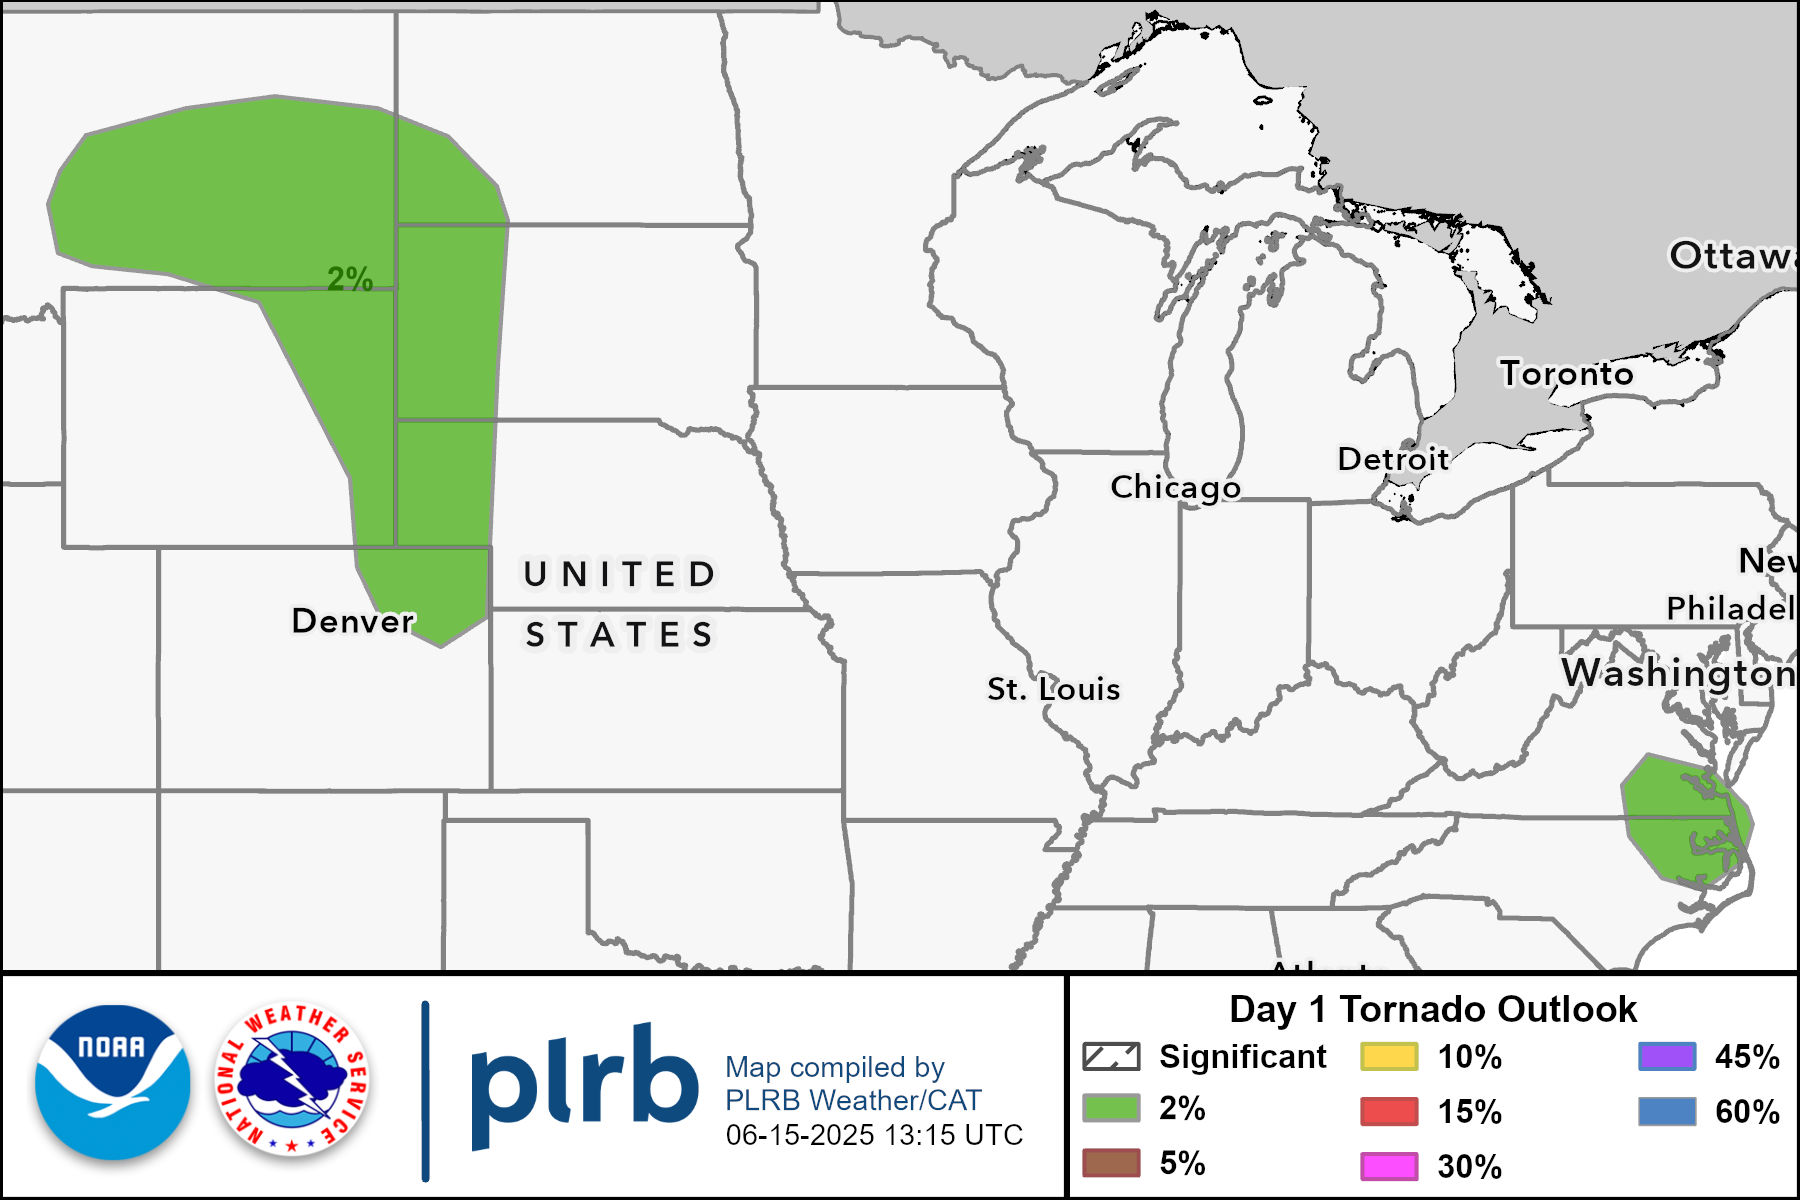 Ottaw
2%
Toronto
Detroit
Chicago
New
UNITED
Denver
STATES
Philadel
Washington
St. Louis
Atlanta
NOAA
NATIONAL WEATHER SERVICE
plrb
Map compiled by
PLRB Weather/CAT
06-15-2025 13:15 UTC
Day 1 Tornado Outlook
Significant
10%
45%
2%
15%
60%
5%
30%